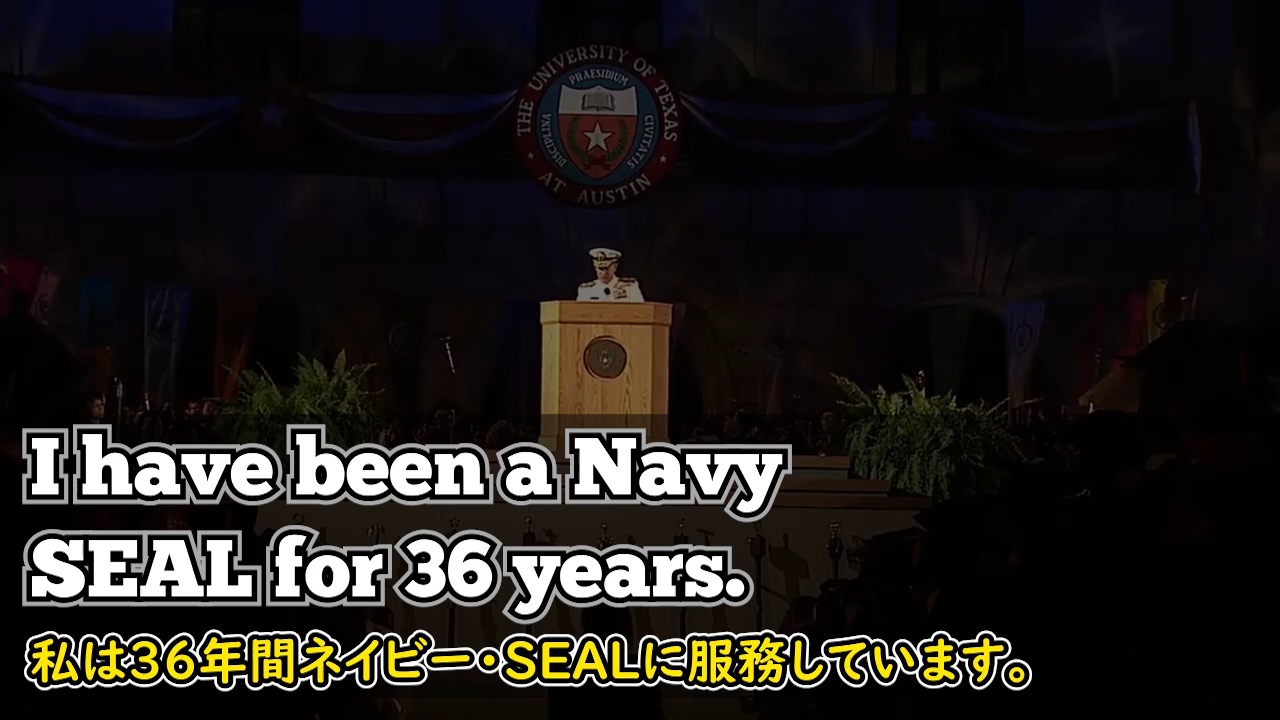 THE UNIVERSITY OF TEXAS
AT AUSTIN
PRAESIDIUM
DISCIPLINA
CIVITATIS
I have been a Navy
SEAL for 36 years.
私は36年間ネイビー・SEALに服務しています。